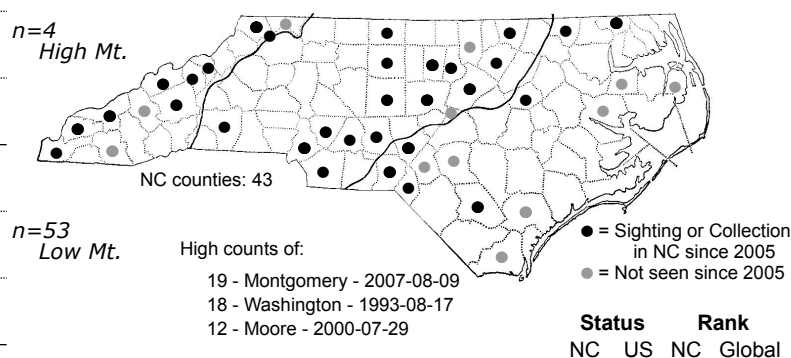 n=4
High Mt.
NC counties: 43
n=53
Low Mt.
High counts of:
19 - Montgomery - 2007-08-09
18 - Washington - 1993-08-17
12 - Moore - 2000-07-29
= Sighting or Collection
in NC since 2005
= Not seen since 2005
Status Rank
NC US NC Global